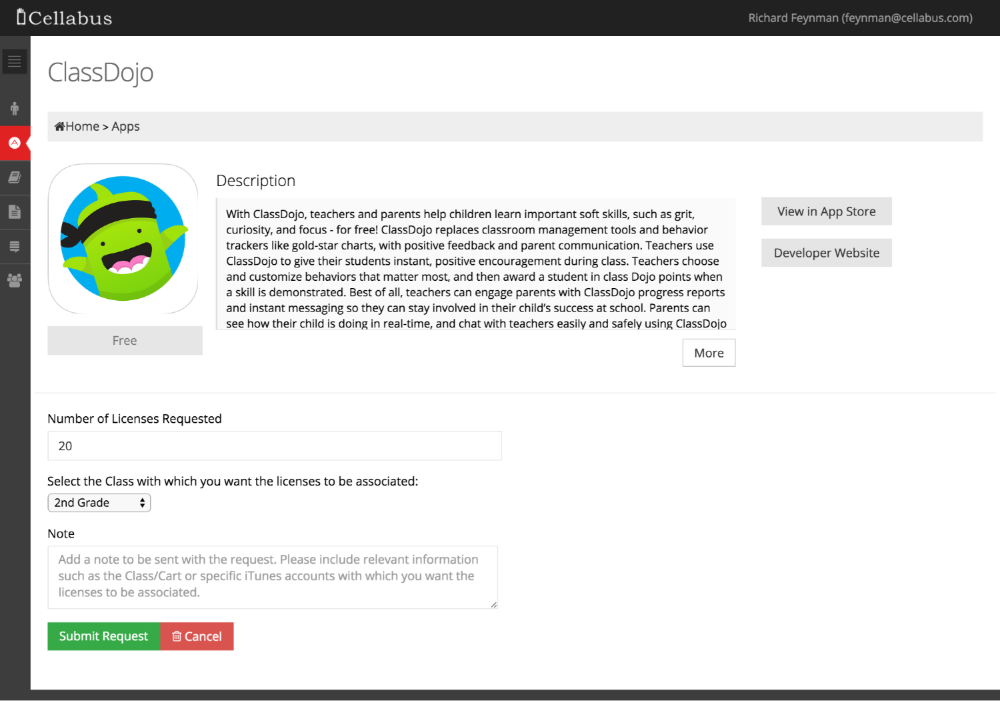 Cellabus
Richard Feynman (feynman@cellabus.com)
ClassDojo
Home > Apps
Description
With ClassDojo, teachers and parents help children learn important soft skills, such as grit,
curiosity, and focus - for free! ClassDojo replaces classroom management tools and behavior
trackers like gold-star charts, with positive feedback and parent communication. Teachers use
ClassDojo to give their students instant, positive encouragement during class. Teachers choose
and customize behaviors that matter most, and then award a student in class Dojo points when
a skill is demonstrated. Best of all, teachers can engage parents with ClassDojo progress reports
and instant messaging so they can stay involved in their child's success at school. Parents can
see how their child is doing in real-time, and chat with teachers easily and safely using ClassDojo
View in App Store
Developer Website
Free
More
Number of Licenses Requested
20
Select the Class with which you want the licenses to be associated:
2nd Grade
Note
Add a note to be sent with the request. Please include relevant information
such as the Class/Cart or specific iTunes accounts with which you want the
licenses to be associated.
Submit Request
Cancel